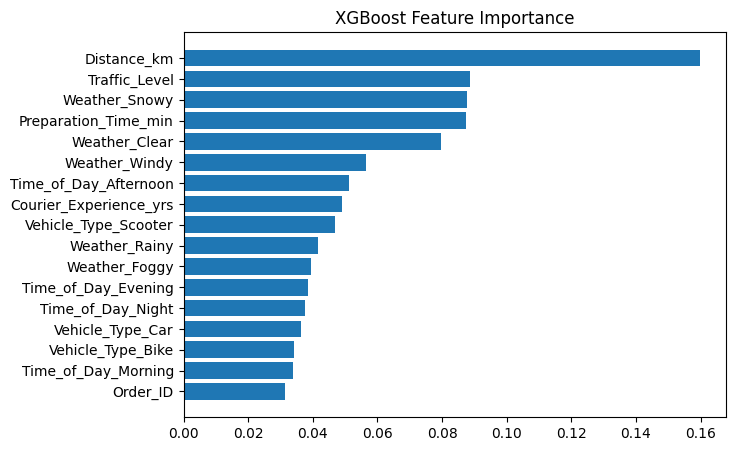 XGBoost Feature Importance
Distance_km
Traffic_Level
Weather_Snowy
Preparation_Time_min
Weather_Clear
Weather_Windy
Time_of_Day_Afternoon
Courier_Experience_yrs
Vehicle_Type_Scooter
Weather_Rainy
Weather_Foggy
Time_of_Day_Evening
Time_of_Day_Night
Vehicle_Type_Car
Vehicle_Type_Bike
Time_of_Day_Morning
Order_ID
0.00 0.02 0.04 0.06 0.08 0.10 0.12 0.14 0.16